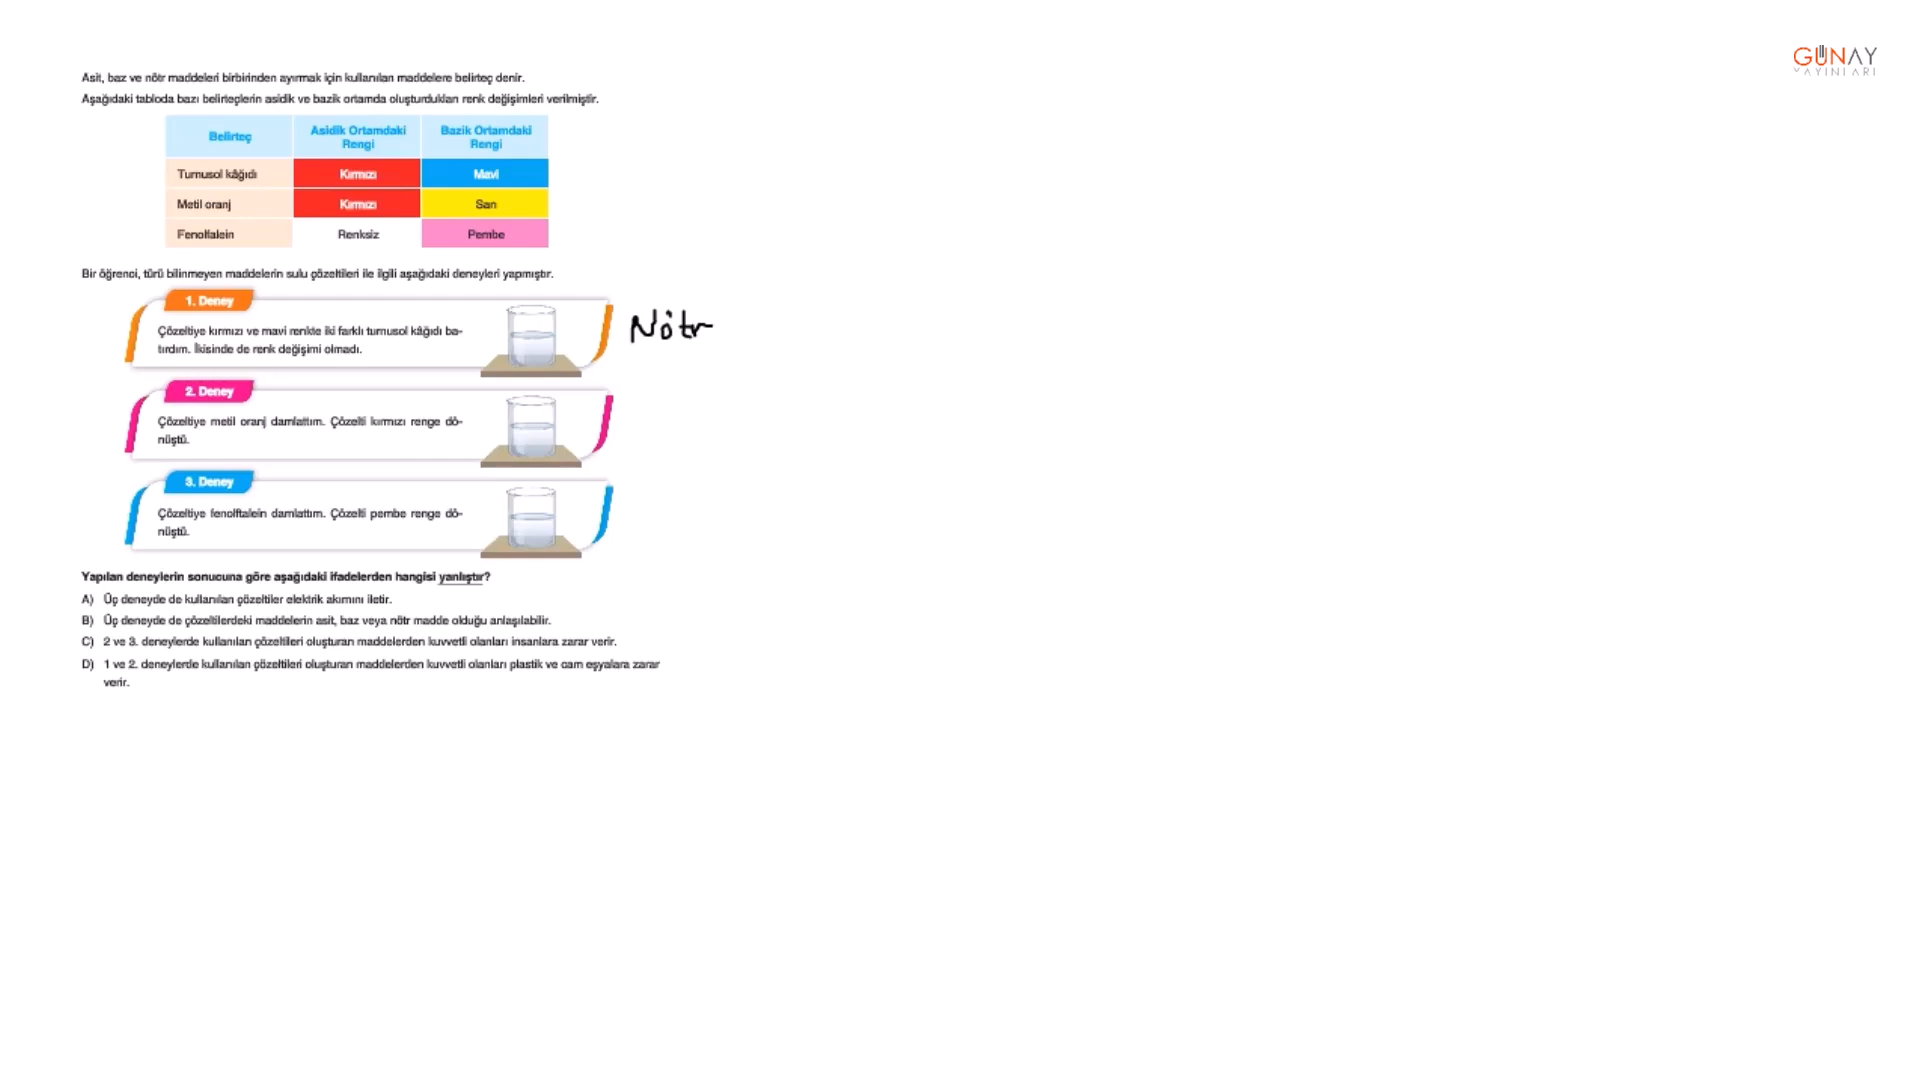 GÜNAY
YAYINLARI
Asit, baz ve nötr maddeleri birbirinden ayırmak için kullanılan maddelere belirteç denir.
Aşağıdaki tabloda bazı belirteçlerin asidik ve bazik ortamda oluşturdukları renk değişimleri verilmiştir.
Belirteç
Asidik Ortamdaki
Rengi
Bazik Ortamdaki
Rengi
Turnusol kâğıdı Kırmızı Mavi
Metil oranj Kırmızı Sarı
Fenolftalein Renksiz Pembe
Bir öğrenci, türü bilinmeyen maddelerin sulu çözeltileri ile ilgili aşağıdaki deneyleri yapmıştır.
1. Deney
Çözeltiye kırmızı ve mavi renkte iki farklı turnusol kâğıdı ba-
tırdım. İkisinde de renk değişimi olmadı.
Nötr
2. Deney
Çözeltiye metil oranj damlattım. Çözelti kırmızı renge dö-
nüştü.
3. Deney
Çözeltiye fenolftalein damlattım. Çözelti pembe renge dö-
nüştü.
Yapılan deneylerin sonucuna göre aşağıdaki ifadelerden hangisi yanlıştır?
A) Üç deneyde de kullanılan çözeltiler elektrik akımını iletir.
B) Üç deneyde de çözeltilerdeki maddelerin asit, baz veya nötr madde olduğu anlaşılabilir.
C) 2 ve 3. deneylerde kullanılan çözeltileri oluşturan maddelerden kuvvetli olanları insanlara zarar verir.
D) 1 ve 2. deneylerde kullanılan çözeltileri oluşturan maddelerden kuvvetli olanları plastik ve cam eşyalara zarar
verir.